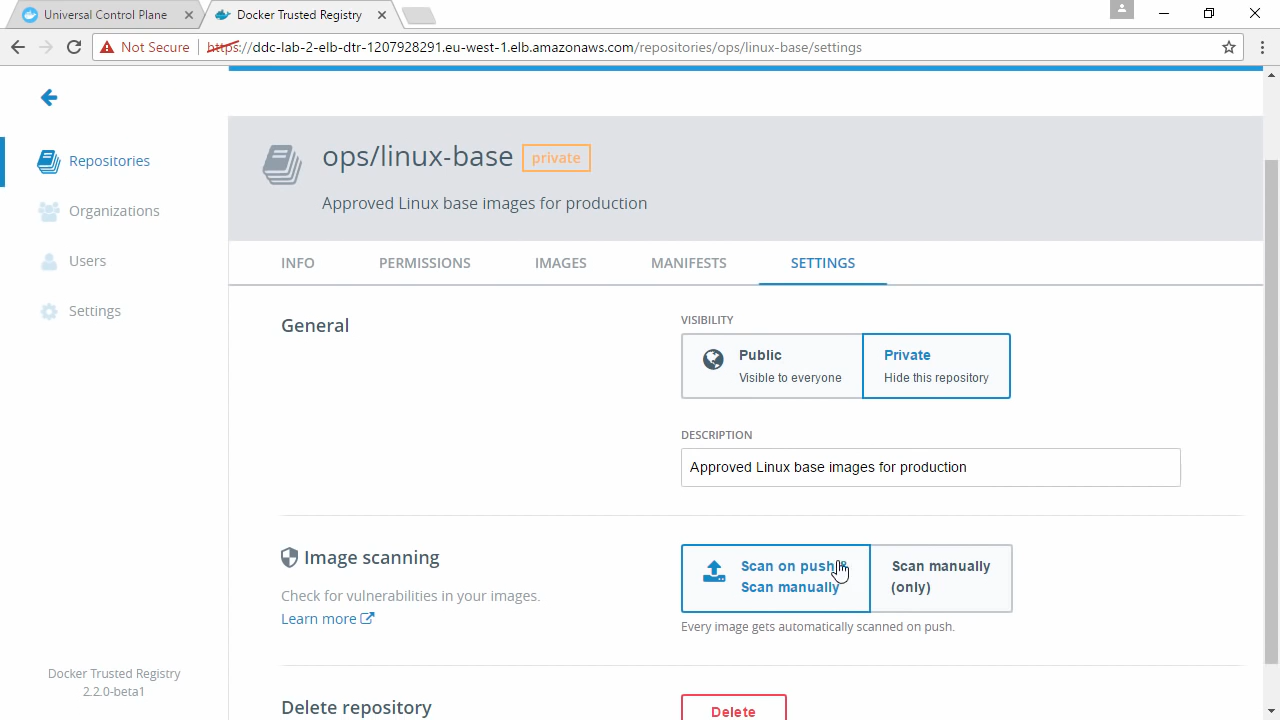 Universal Control Plane
Docker Trusted Registry
Not Secure
https://ddc-lab-2-elb-dtr-1207928291.eu-west-1.elb.amazonaws.com/repositories/ops/linux-base/settings
Repositories
Organizations
Users
Settings
Docker Trusted Registry
2.2.0-beta1
ops/linux-base
private
Approved Linux base images for production
INFO
PERMISSIONS
IMAGES
MANIFESTS
SETTINGS
General
VISIBILITY
Public
Visible to everyone
Private
Hide this repository
DESCRIPTION
Approved Linux base images for production
Image scanning
Check for vulnerabilities in your images.
Learn more
Scan on push &
Scan manually
Scan manually
(only)
Every image gets automatically scanned on push.
Delete repository
Delete